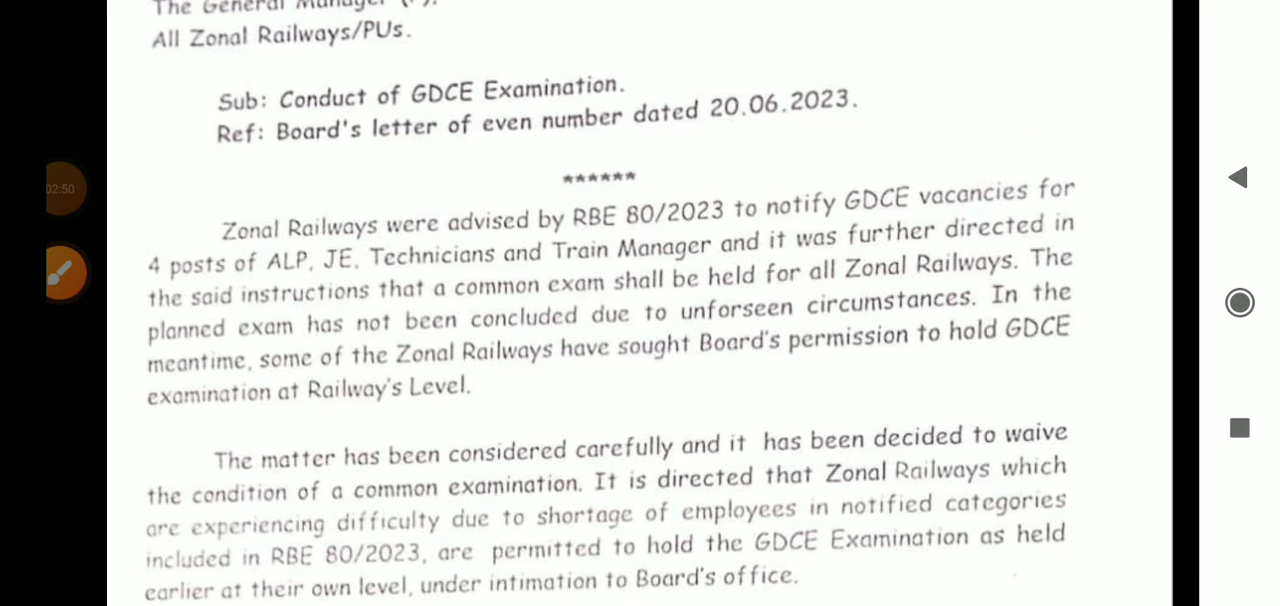 The General Manager (P).
All Zonal Railways/PUs.
Sub: Conduct of GDCE Examination.
Ref: Board's letter of even number dated 20.06.2023.
******
Zonal Railways were advised by RBE 80/2023 to notify GDCE vacancies for
4 posts of ALP, JE, Technicians and Train Manager and it was further directed in
the said instructions that a common exam shall be held for all Zonal Railways. The
planned exam has not been concluded due to unforseen circumstances. In the
meantime, some of the Zonal Railways have sought Board's permission to hold GDCE
examination at Railway's Level.
The matter has been considered carefully and it has been decided to waive
the condition of a common examination. It is directed that Zonal Railways which
are experiencing difficulty due to shortage of employees in notified categories
included in RBE 80/2023, are permitted to hold the GDCE Examination as held
earlier at their own level, under intimation to Board's office.
02:50